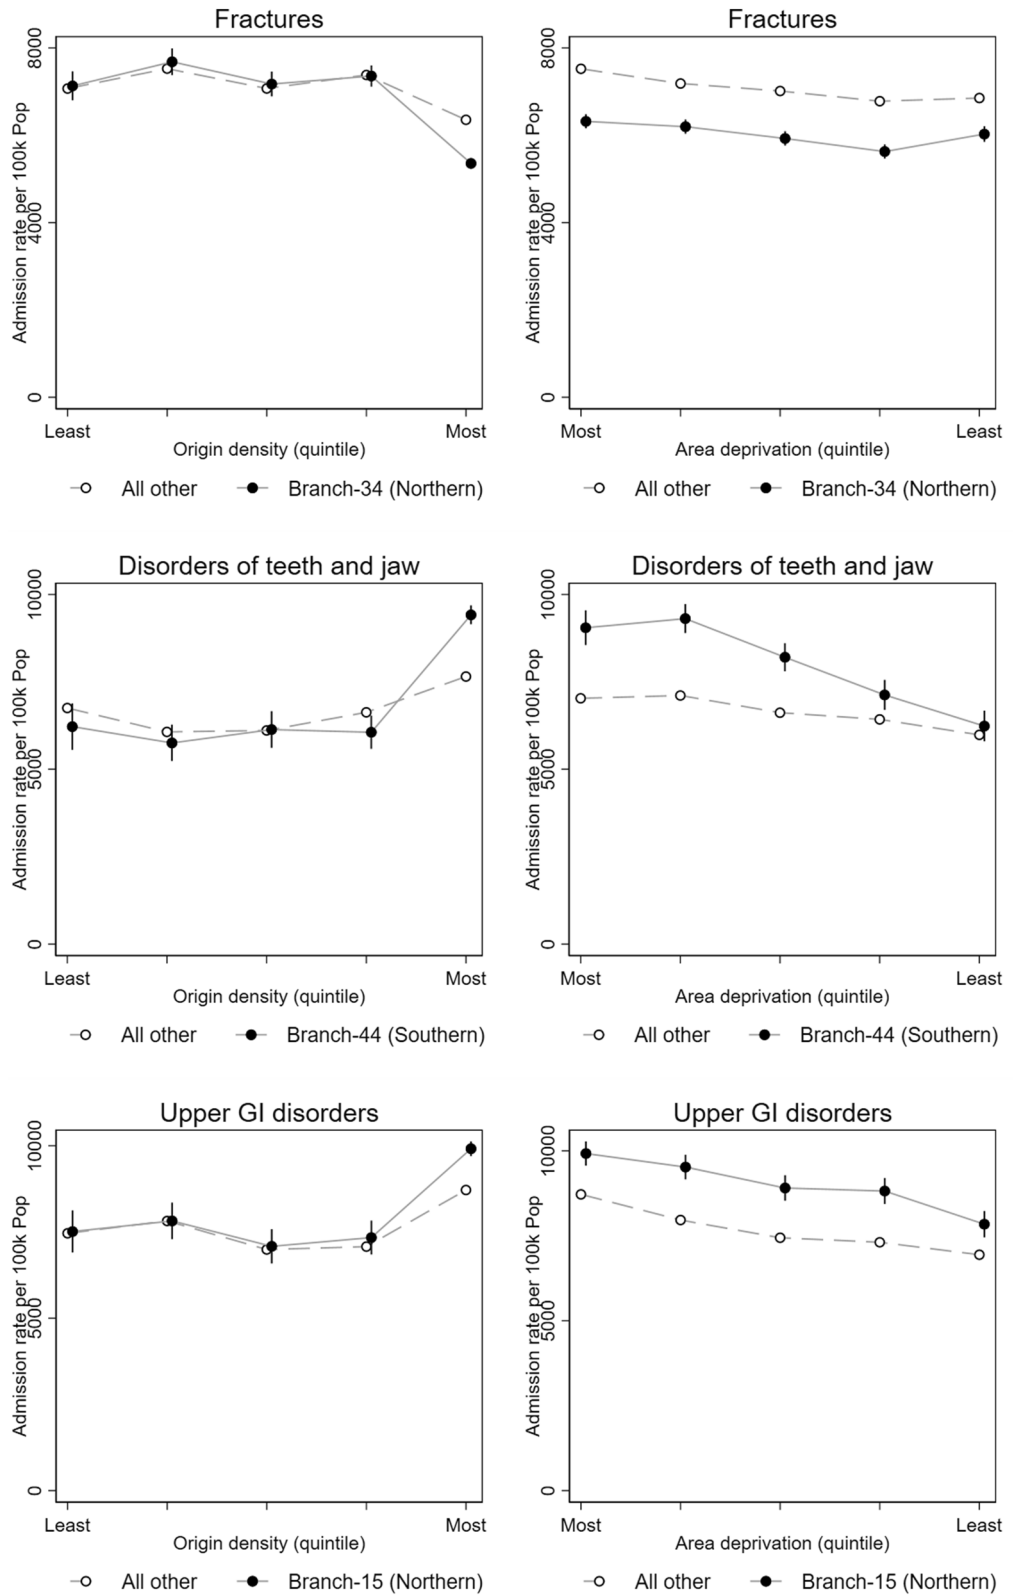 Fractures
Admission rate per 100k Pop
8000
4000
0
Least
Most
Origin density (quintile)
All other
Branch-34 (Northern)
Fractures
Admission rate per 100k Pop
8000
4000
0
Most
Least
Area deprivation (quintile)
All other
Branch-34 (Northern)
Disorders of teeth and jaw
Admission rate per 100k Pop
10000
5000
0
Least
Most
Origin density (quintile)
All other
Branch-44 (Southern)
Disorders of teeth and jaw
Admission rate per 100k Pop
10000
5000
0
Most
Least
Area deprivation (quintile)
All other
Branch-44 (Southern)
Upper GI disorders
Admission rate per 100k Pop
10000
5000
0
Least
Most
Origin density (quintile)
All other
Branch-15 (Northern)
Upper GI disorders
Admission rate per 100k Pop
10000
5000
0
Most
Least
Area deprivation (quintile)
All other
Branch-15 (Northern)